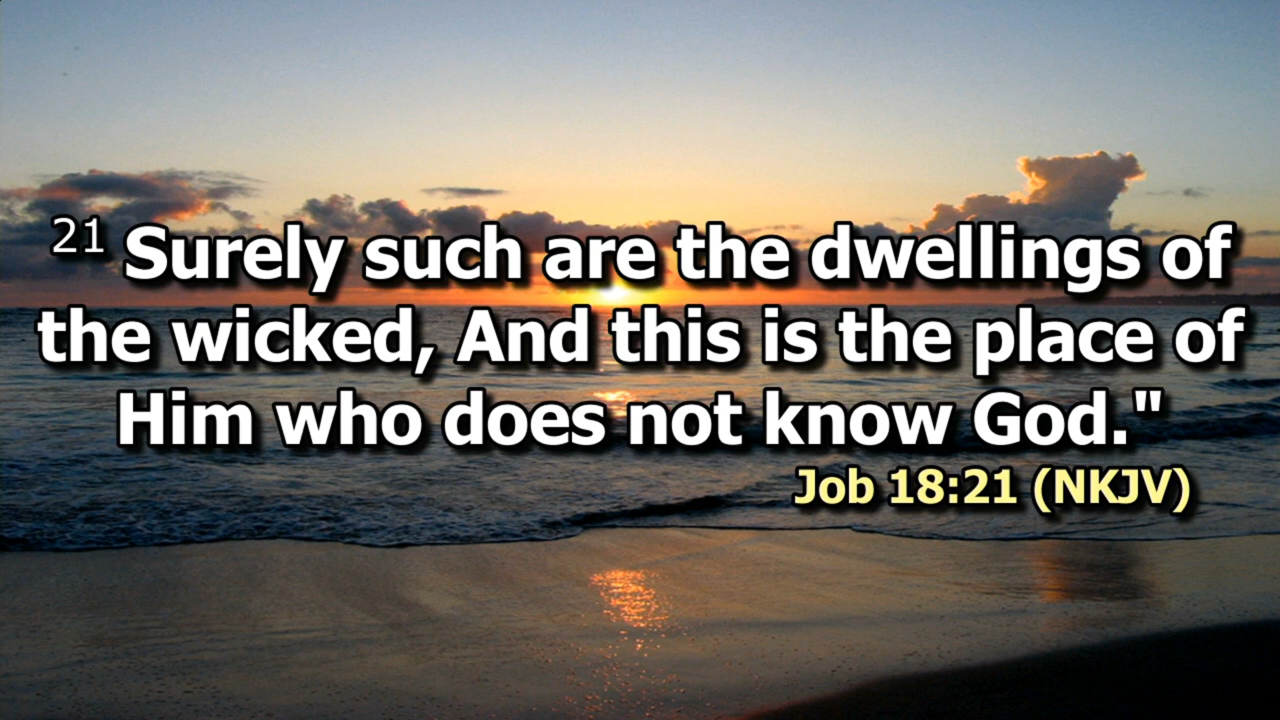 21 Surely such are the dwellings of
the wicked, And this is the place of
Him who does not know God."
Job 18:21 (NKJV)